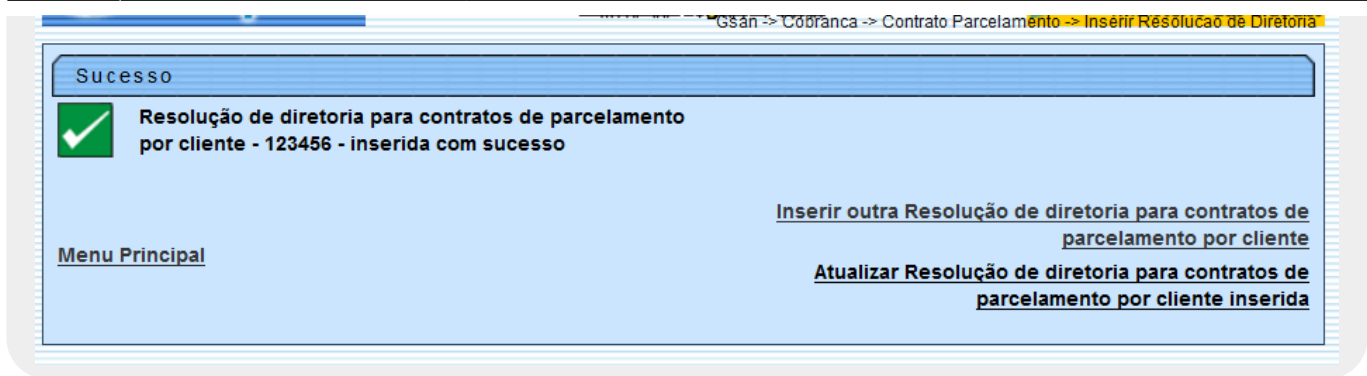 Gsan -> Cobranca -> Contrato Parcelamento -> Inserir Resolucao de Diretoria
Sucesso
Resolução de diretoria para contratos de parcelamento
por cliente - 123456 - inserida com sucesso
Inserir outra Resolução de diretoria para contratos de
parcelamento por cliente
Menu Principal
Atualizar Resolução de diretoria para contratos de
parcelamento por cliente inserida